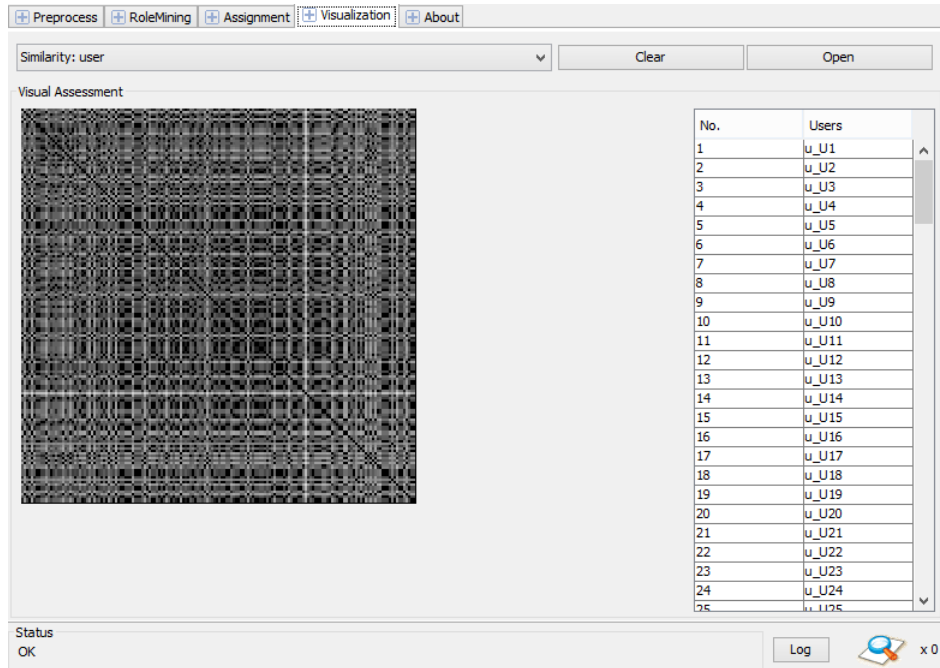 Preprocess RoleMining Assignment Visualization About
Similarity: user Clear Open
Visual Assessment
No. Users
1 u_U1
2 u_U2
3 u_U3
4 u_U4
5 u_U5
6 u_U6
7 u_U7
8 u_U8
9 u_U9
10 u_U10
11 u_U11
12 u_U12
13 u_U13
14 u_U14
15 u_U15
16 u_U16
17 u_U17
18 u_U18
19 u_U19
20 u_U20
21 u_U21
22 u_U22
23 u_U23
24 u_U24
25 u_U25
Status
OK Log x 0